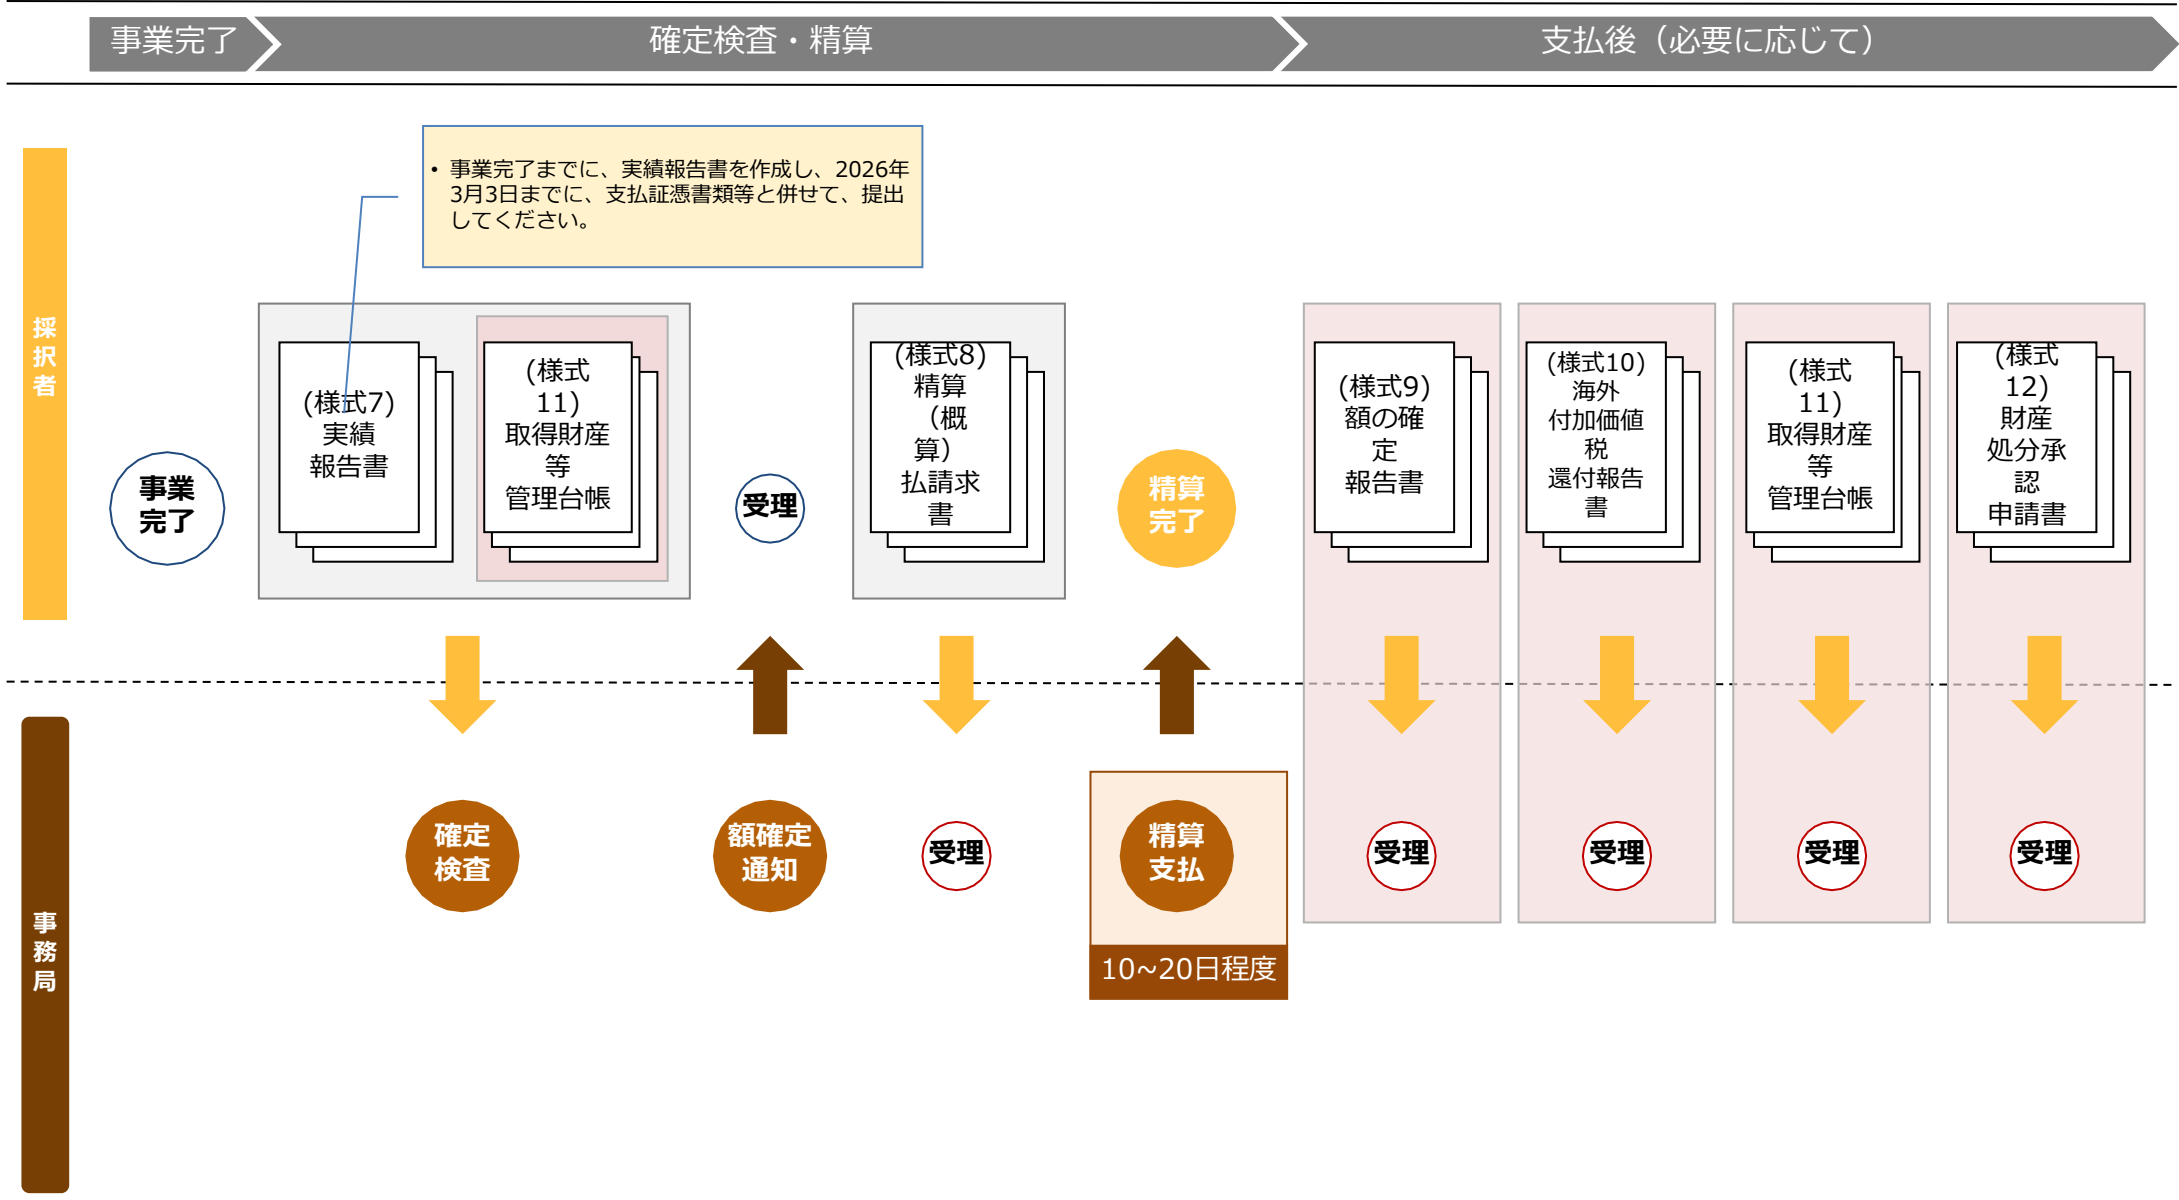 事業完了
確定検査・精算
支払後（必要に応じて）
• 事業完了までに、実績報告書を作成し、2026年
3月3日までに、支払証憑書類等と併せて、提出
してください。
採
択
者
事業
完了
(様式7)
実績
報告書
(様式
11)
取得財産
等
管理台帳
受理
(様式8)
精算
（概
算）
払請求
書
精算
完了
(様式9)
額の確
定
報告書
(様式10)
海外
付加価値
税
還付報告
書
(様式
11)
取得財産
等
管理台帳
(様式
12)
財産
処分承
認
申請書
事
務
局
確定
検査
額確定
通知
受理
精算
支払
10~20日程度
受理
受理
受理
受理